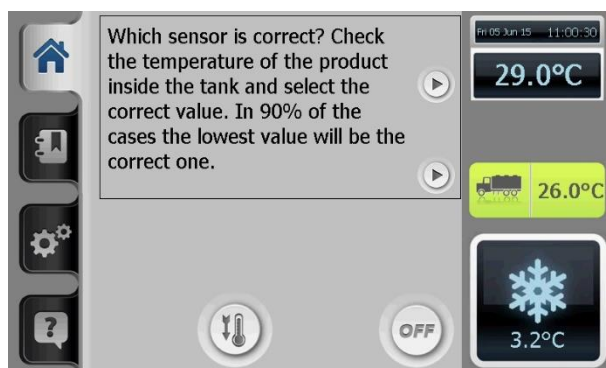 Which sensor is correct? Check
the temperature of the product
inside the tank and select the
correct value. In 90% of the
cases the lowest value will be the
correct one.
Fri 05 Jun 15 11:00:30
29.0°C
26.0°C
3.2°C
?
OFF